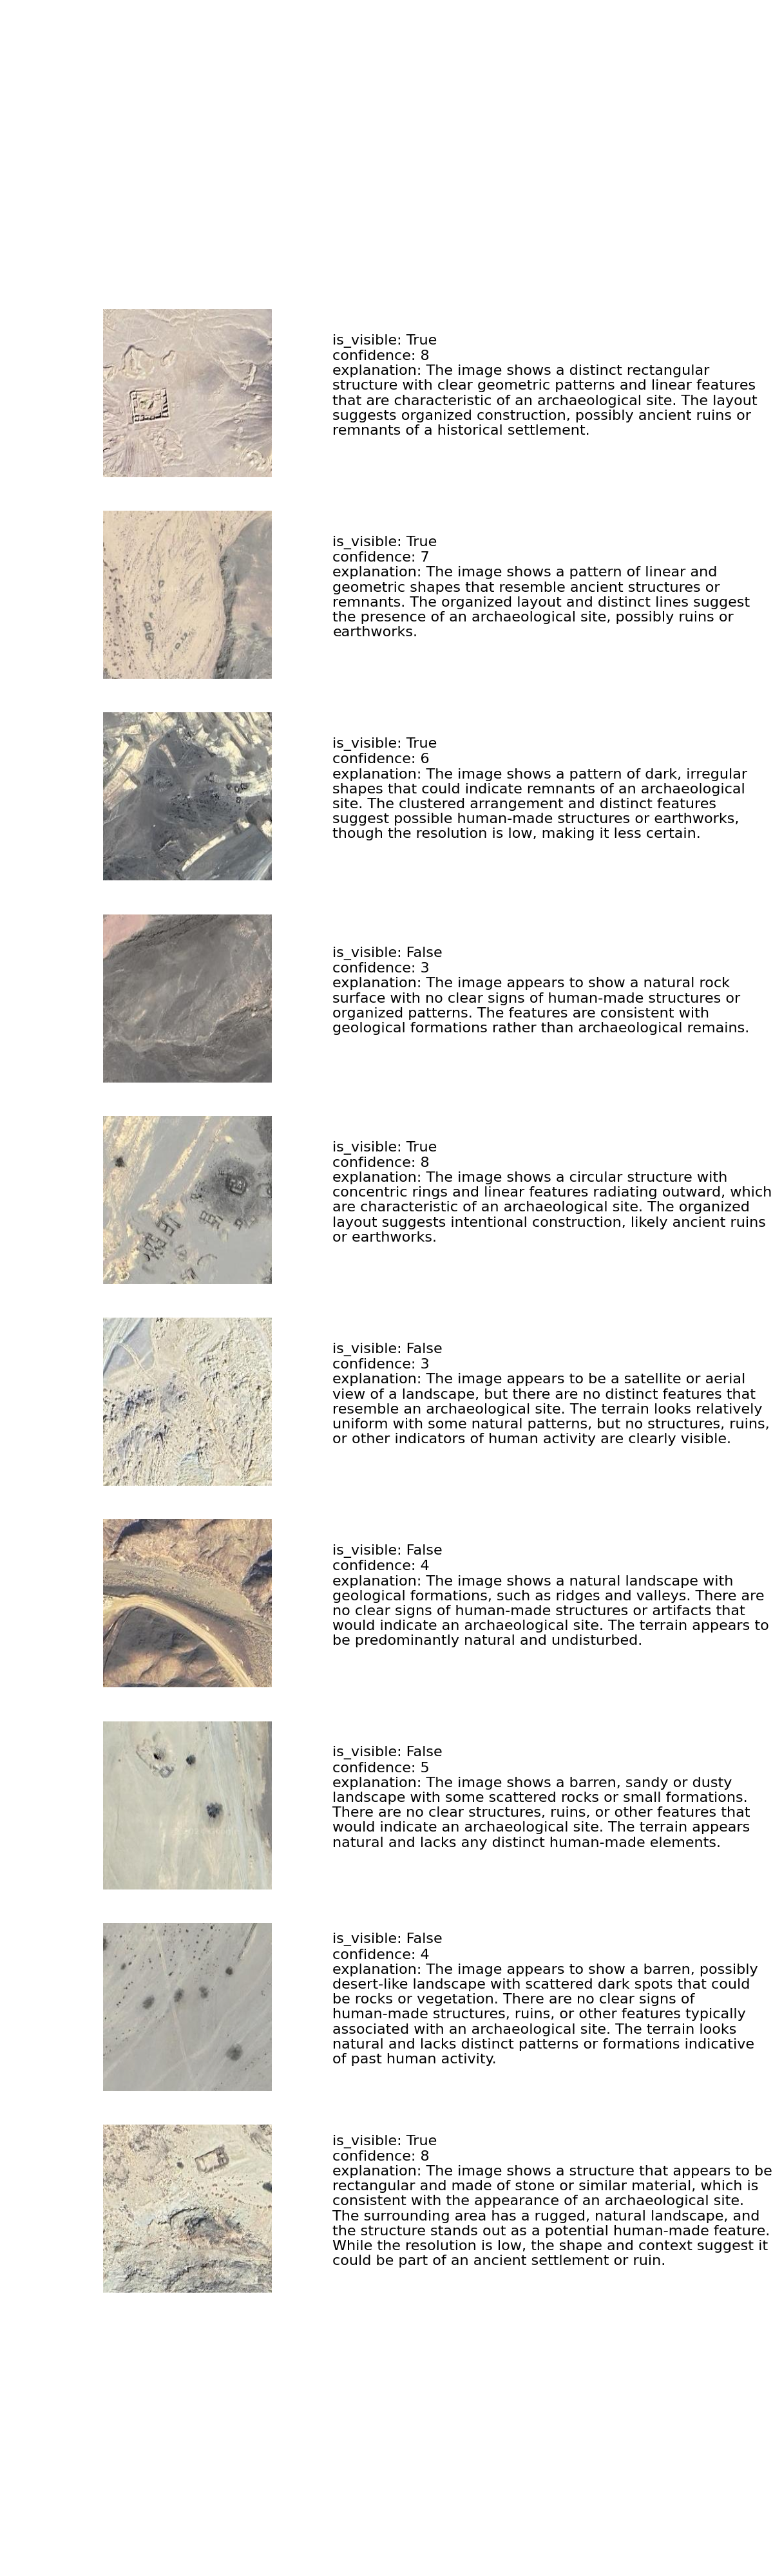 is_visible: True
confidence: 8
explanation: The image shows a distinct rectangular
structure with clear geometric patterns and linear features
that are characteristic of an archaeological site. The layout
suggests organized construction, possibly ancient ruins or
remnants of a historical settlement.
is_visible: True
confidence: 7
explanation: The image shows a pattern of linear and
geometric shapes that resemble ancient structures or
remnants. The organized layout and distinct lines suggest
the presence of an archaeological site, possibly ruins or
earthworks.
is_visible: True
confidence: 6
explanation: The image shows a pattern of dark, irregular
shapes that could indicate remnants of an archaeological
site. The clustered arrangement and distinct features
suggest possible human-made structures or earthworks,
though the resolution is low, making it less certain.
is_visible: False
confidence: 3
explanation: The image appears to show a natural rock
surface with no clear signs of human-made structures or
organized patterns. The features are consistent with
geological formations rather than archaeological remains.
is_visible: True
confidence: 8
explanation: The image shows a circular structure with
concentric rings and linear features radiating outward, which
are characteristic of an archaeological site. The organized
layout suggests intentional construction, likely ancient ruins
or earthworks.
is_visible: False
confidence: 3
explanation: The image appears to be a satellite or aerial
view of a landscape, but there are no distinct features that
resemble an archaeological site. The terrain looks relatively
uniform with some natural patterns, but no structures, ruins,
or other indicators of human activity are clearly visible.
is_visible: False
confidence: 4
explanation: The image shows a natural landscape with
geological formations, such as ridges and valleys. There are
no clear signs of human-made structures or artifacts that
would indicate an archaeological site. The terrain appears to
be predominantly natural and undisturbed.
is_visible: False
confidence: 5
explanation: The image shows a barren, sandy or dusty
landscape with some scattered rocks or small formations.
There are no clear structures, ruins, or other features that
would indicate an archaeological site. The terrain appears
natural and lacks any distinct human-made elements.
is_visible: False
confidence: 4
explanation: The image appears to show a barren, possibly
desert-like landscape with scattered dark spots that could
be rocks or vegetation. There are no clear signs of
human-made structures, ruins, or other features typically
associated with an archaeological site. The terrain looks
natural and lacks distinct patterns or formations indicative
of past human activity.
is_visible: True
confidence: 8
explanation: The image shows a structure that appears to be
rectangular and made of stone or similar material, which is
consistent with the appearance of an archaeological site.
The surrounding area has a rugged, natural landscape, and
the structure stands out as a potential human-made feature.
While the resolution is low, the shape and context suggest it
could be part of an ancient settlement or ruin.